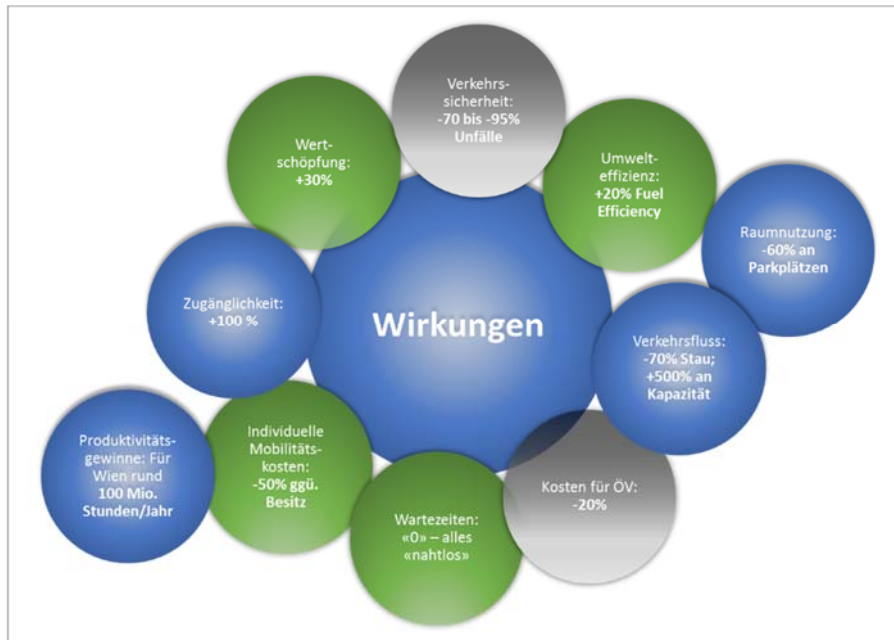 Verkehrs-
sicherheit:
-70 bis -95%
Unfälle
Wert-
schöpfung:
+30%
Umwelt-
effizienz:
+20% Fuel
Efficiency
Raumnutzung:
-60% an
Parkplätzen
Zugänglichkeit:
+100 %
Wirkungen
Verkehrsfluss:
-70% Stau;
+500% an
Kapazität
Produktivitäts-
gewinne: Für
Wien rund
100 Mio.
Stunden/Jahr
Individuelle
Mobilitäts-
kosten:
-50% ggü.
Besitz
Wartezeiten:
«0» – alles
«nahtlos»
Kosten für ÖV:
-20%